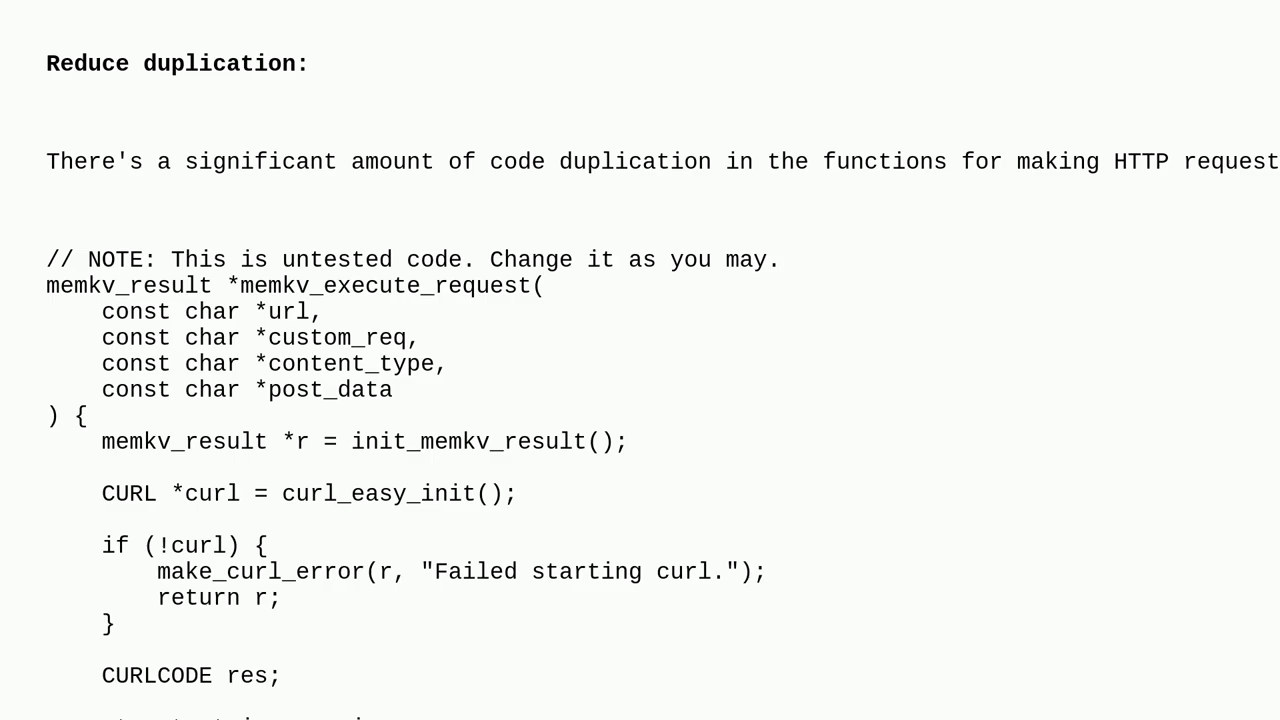 Reduce duplication:
There's a significant amount of code duplication in the functions for making HTTP request
// NOTE: This is untested code. Change it as you may.
memkv_result *memkv_execute_request(
    const char *url,
    const char *custom_req,
    const char *content_type,
    const char *post_data
) {
    memkv_result *r = init_memkv_result();
    CURL *curl = curl_easy_init();
    if (!curl) {
        make_curl_error(r, "Failed starting curl.");
        return r;
    }
    CURLCODE res;